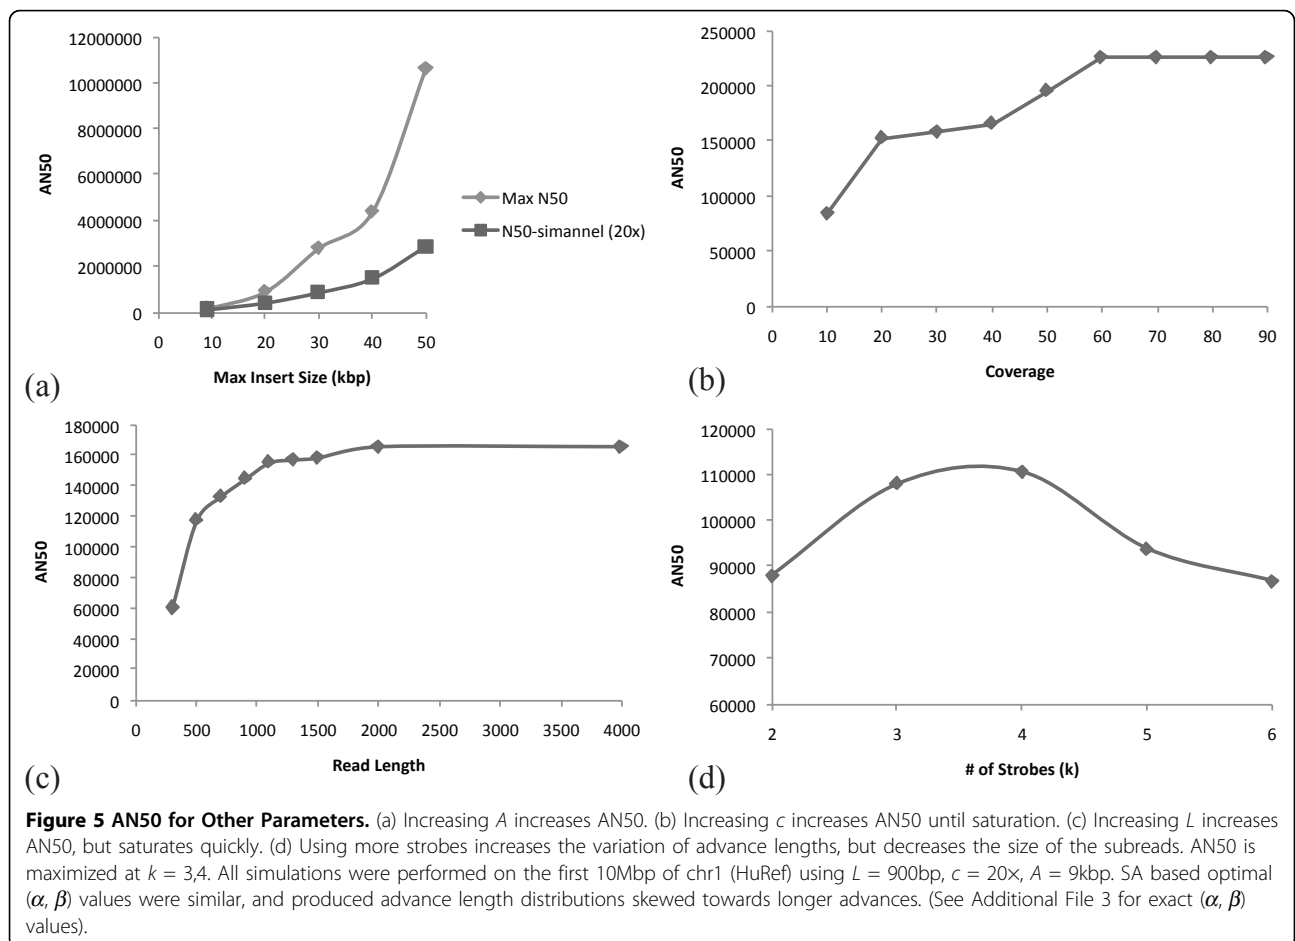 12000000
10000000
8000000
6000000
4000000
2000000
0
AN50
0 10 20 30 40 50
Max Insert Size (kbp)
Max N50
N50-simannel (20x)
(a)
250000
200000
150000
100000
50000
0
AN50
0 10 20 30 40 50 60 70 80 90
Coverage
(b)
180000
160000
140000
120000
100000
80000
60000
40000
20000
0
AN50
0 500 1000 1500 2000 2500 3000 3500 4000
Read Length
(c)
120000
110000
100000
90000
80000
70000
60000
AN50
2 3 4 5 6
# of Strobes (k)
(d)
Figure 5 AN50 for Other Parameters. (a) Increasing A increases AN50. (b) Increasing c increases AN50 until saturation. (c) Increasing L increases
AN50, but saturates quickly. (d) Using more strobes increases the variation of advance lengths, but decreases the size of the subreads. AN50 is
maximized at k = 3,4. All simulations were performed on the first 10Mbp of chr1 (HuRef) using L = 900bp, c = 20×, A = 9kbp. SA based optimal
(α, β) values were similar, and produced advance length distributions skewed towards longer advances. (See Additional File 3 for exact (α, β)
values).